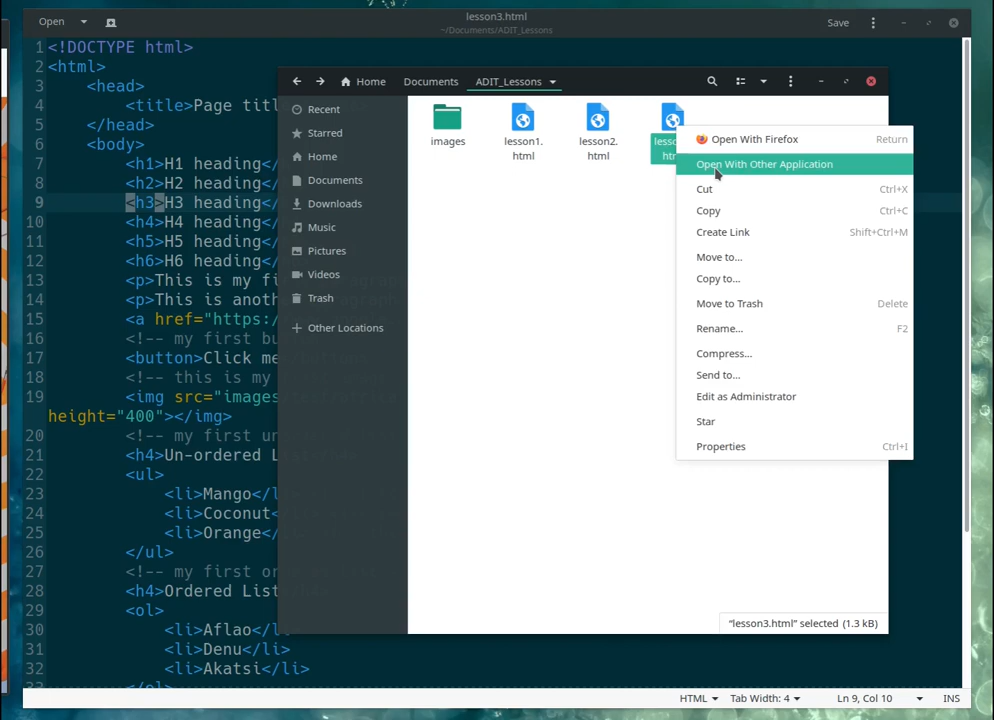 Open
lesson3.html
~/Documents/ADIT_Lessons
Save
1 <!DOCTYPE html>
2 <html>
3 <head>
4 <title>Page titl
5 </head>
6 <body>
7 <h1>H1 heading</
8 <h2>H2 heading</
9 <h3>H3 heading</
10 <h4>H4 heading</
11 <h5>H5 heading</
12 <h6>H6 heading</
13 <p>This is my fi
14 <p>This is anoth
15 <a href="https:/
16 <!-- my first bu
17 <button>Click me
18 <!-- this is my
19 <img src="images
height="400"></img>
20 <!-- my first un
21 <h4>Un-ordered Lis
22 <ul>
23 <li>Mango</l
24 <li>Coconut<
25 <li>Orange</
26 </ul>
27 <!-- my first or
28 <h4>Ordered List
29 <ol>
30 <li>Aflao</l
31 <li>Denu</li>
32 <li>Akatsi</li>
33
Home
Documents
ADIT_Lessons
Recent
Starred
Home
Documents
Downloads
Music
Pictures
Videos
Trash
Other Locations
images
lesson1.
html
lesson2.
html
Open With Firefox Return
Open With Other Application
Cut Ctrl+X
Copy Ctrl+C
Create Link Shift+Ctrl+M
Move to...
Copy to...
Move to Trash Delete
Rename... F2
Compress...
Send to...
Edit as Administrator
Star
Properties Ctrl+I
"lesson3.html" selected (1.3 kB)
HTML
Tab Width: 4
Ln 9, Col 10
INS